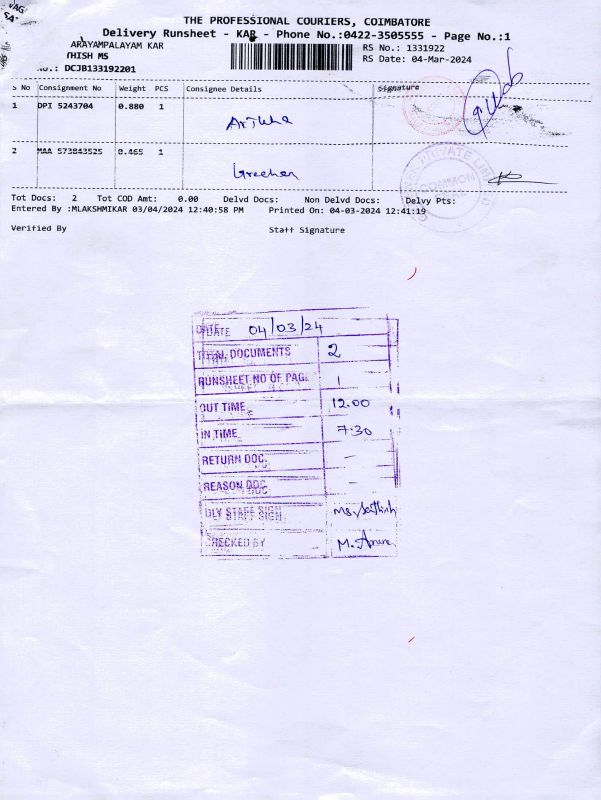 THE PROFESSIONAL COURIERS, COIMBATORE
Delivery Runsheet - KAR - Phone No.:0422-3505555 - Page No.:1
ARAYAMPALAYAM KAR
RS No.: 1331922
THISH MS
RS Date: 04-Mar-2024
DCJB133192201
S No Consignment No Weight PCS Consignee Details Signature
1 DPI 5243704 0.880 1
2 MAA 573843525 0.465 1
Tot Docs: 2 Tot COD Amt: 0.00 Delvd Docs: Non Delvd Docs: Delvy Pts:
Entered By :MLAKSHMIKAR 03/04/2024 12:40:58 PM Printed On: 04-03-2024 12:41:19
Verified By Staff Signature
DATE 04/03/24
TOTAL DOCUMENTS 2
RUNSHEET NO OF PAGE 1
OUT TIME 12.00
IN TIME 7.30
RETURN DOC. -
REASON DOC -
DLY STAFF SIGN
CHECKED BY